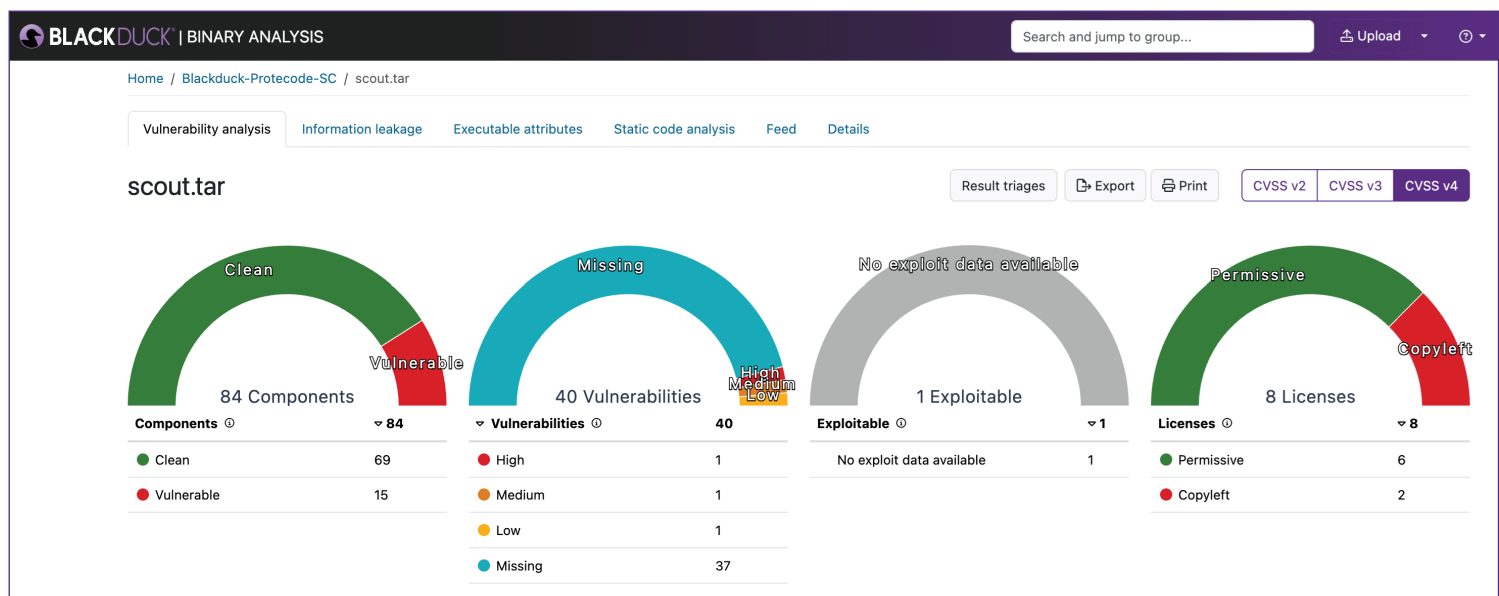 BLACKDUCK® | BINARY ANALYSIS
Search and jump to group...
Upload
Home / Blackduck-Protecode-SC / scout.tar
Vulnerability analysis
Information leakage
Executable attributes
Static code analysis
Feed
Details
scout.tar
Result triages
Export
Print
CVSS v2
CVSS v3
CVSS v4
Clean
Vulnerable
84 Components
Components 84
Clean 69
Vulnerable 15
Missing
High
Medium
Low
40 Vulnerabilities
Vulnerabilities 40
High 1
Medium 1
Low 1
Missing 37
No exploit data available
1 Exploitable
Exploitable 1
No exploit data available 1
Permissive
Copyleft
8 Licenses
Licenses 8
Permissive 6
Copyleft 2